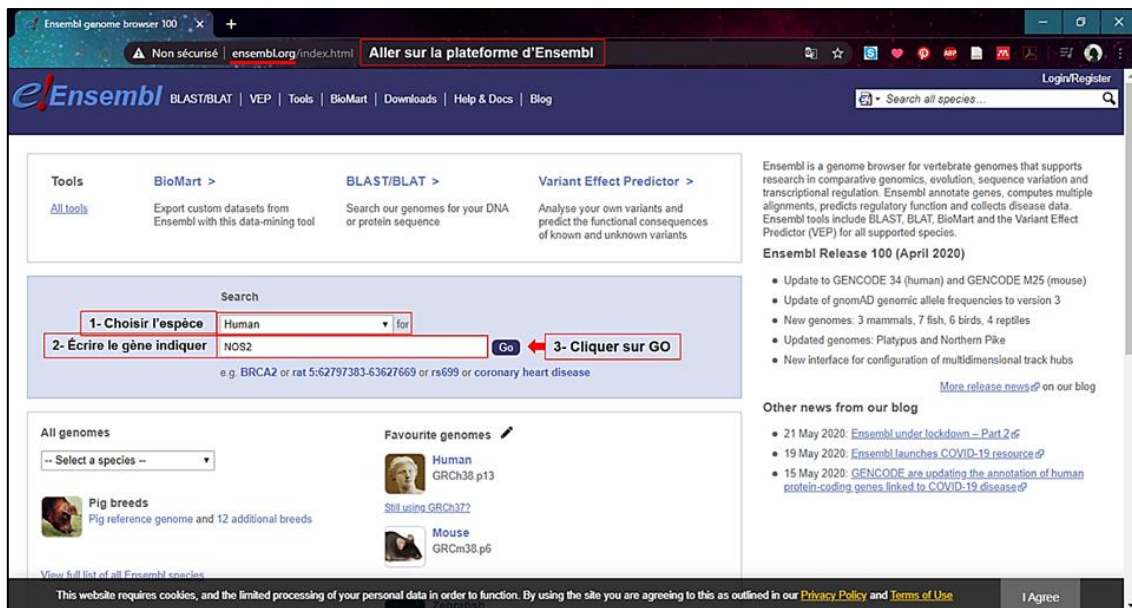 Ensembl genome browser 100
Non sécurisé | ensembl.org/index.html Aller sur la plateforme d'Ensembl
Login/Register
e!Ensembl BLAST/BLAT | VEP | Tools | BioMart | Downloads | Help & Docs | Blog
Search all species...
Tools
All tools
BioMart >
Export custom datasets from
Ensembl with this data-mining tool
BLAST/BLAT >
Search our genomes for your DNA
or protein sequence
Variant Effect Predictor >
Analyse your own variants and
predict the functional consequences
of known and unknown variants
Search
1- Choisir l'espèce Human for
2- Écrire le gène indiquer NOS2 Go 3- Cliquer sur GO
e.g. BRCA2 or rat 5:62797383-63627669 or rs699 or coronary heart disease
All genomes
-- Select a species --
Pig breeds
Pig reference genome and 12 additional breeds
View full list of all Ensembl species
Favourite genomes
Human
GRCh38.p13
Still using GRCh37?
Mouse
GRCm38.p6
Zebrafish
Ensembl is a genome browser for vertebrate genomes that supports
research in comparative genomics, evolution, sequence variation and
transcriptional regulation. Ensembl annotate genes, computes multiple
alignments, predicts regulatory function and collects disease data.
Ensembl tools include BLAST, BLAT, BioMart and the Variant Effect
Predictor (VEP) for all supported species.
Ensembl Release 100 (April 2020)
• Update to GENCODE 34 (human) and GENCODE M25 (mouse)
• Update of gnomAD genomic allele frequencies to version 3
• New genomes: 3 mammals, 7 fish, 6 birds, 4 reptiles
• Updated genomes: Platypus and Northern Pike
• New interface for configuration of multidimensional track hubs
More release news on our blog
Other news from our blog
• 21 May 2020: Ensembl under lockdown – Part 2
• 19 May 2020: Ensembl launches COVID-19 resource
• 15 May 2020: GENCODE are updating the annotation of human
protein-coding genes linked to COVID-19 disease
This website requires cookies, and the limited processing of your personal data in order to function. By using the site you are agreeing to this as outlined in our Privacy Policy and Terms of Use
I Agree